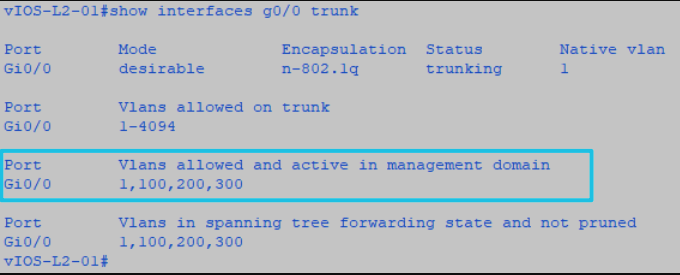 vIOS-L2-01#show interfaces g0/0 trunk
Port Mode Encapsulation Status Native vlan
Gi0/0 desirable n-802.1q trunking 1
Port Vlans allowed on trunk
Gi0/0 1-4094
Port Vlans allowed and active in management domain
Gi0/0 1,100,200,300
Port Vlans in spanning tree forwarding state and not pruned
Gi0/0 1,100,200,300
vIOS-L2-01#